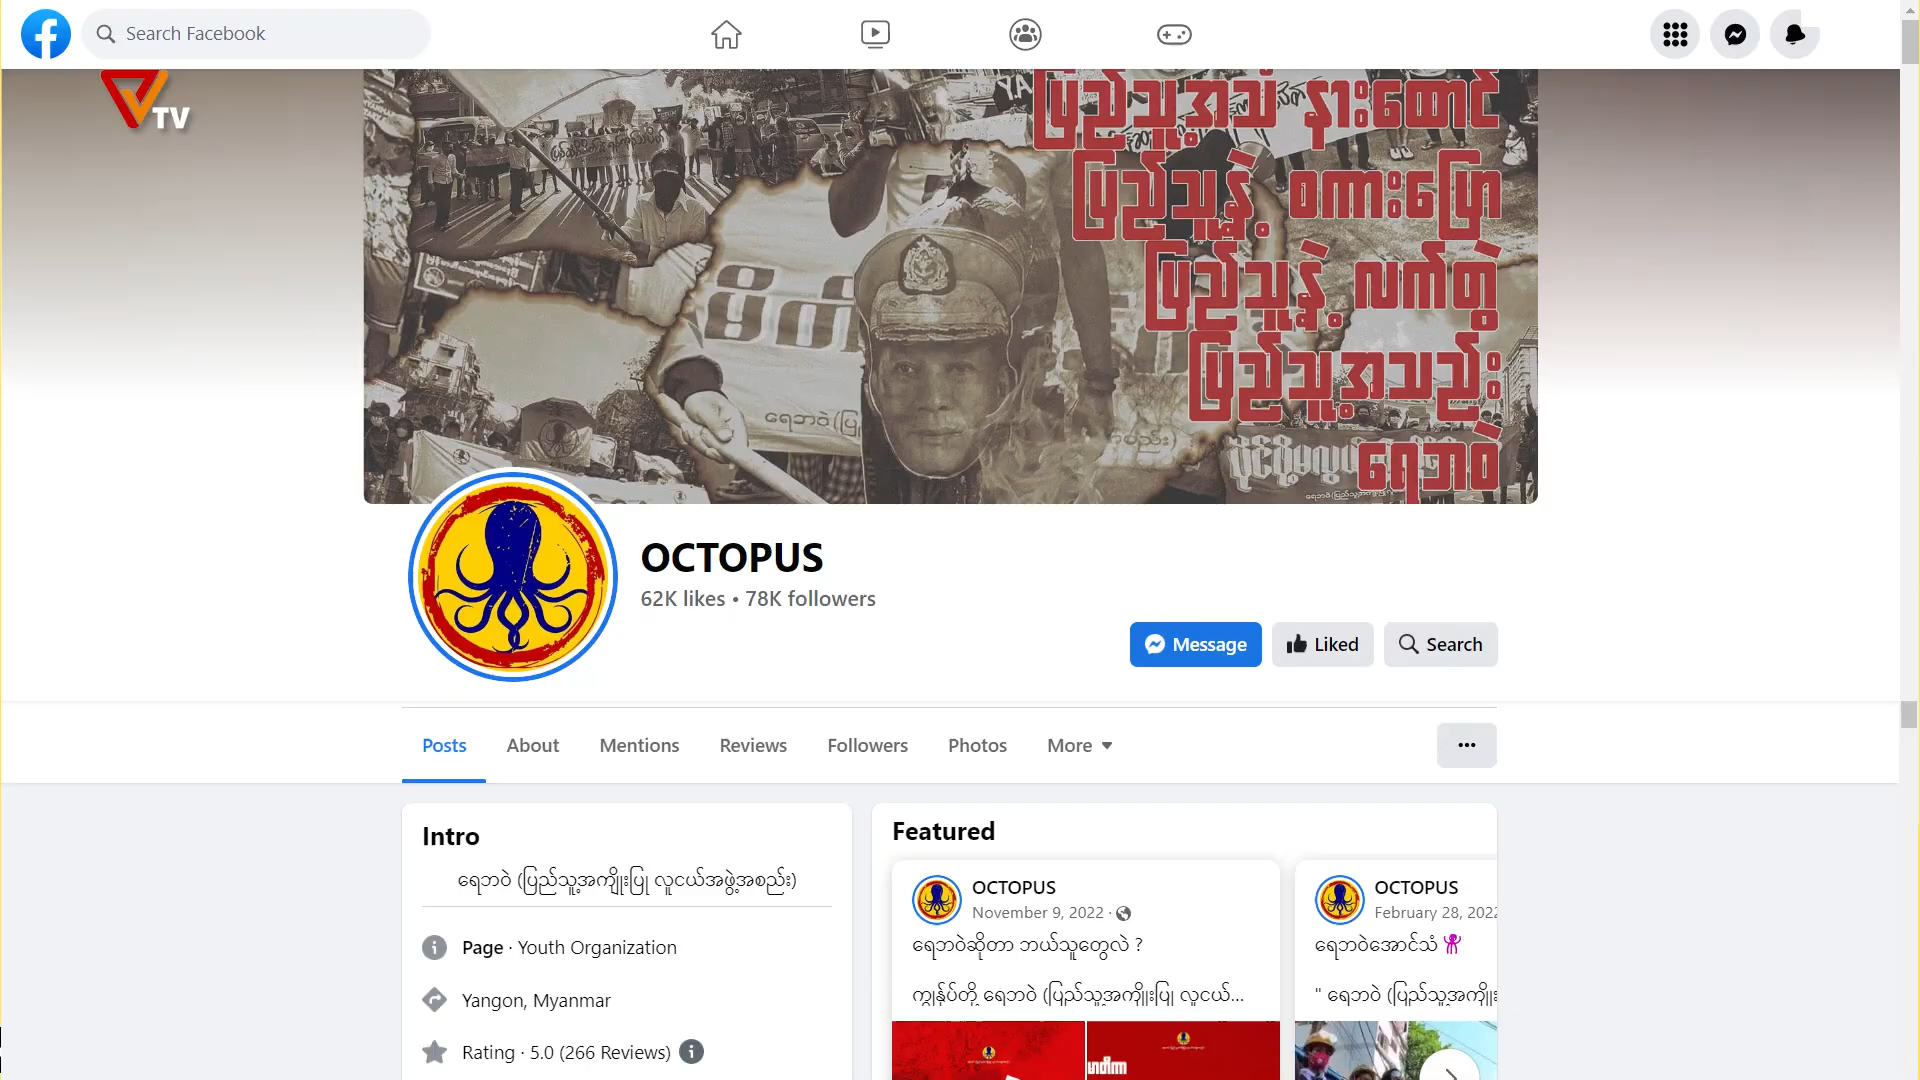 Search Facebook
TV
ပြည်သူ့အသံ နားထောင်
ပြည်သူနဲ့ စကားပြော
ပြည်သူနဲ့ လက်တွဲ
ပြည်သူ့အသည်း
ရေဘဝဲ
OCTOPUS
62K likes • 78K followers
Message
Liked
Search
Posts
About
Mentions
Reviews
Followers
Photos
More
Intro
ရေဘဝဲ (ပြည်သူ့အကျိုးပြု လူငယ်အဖွဲ့အစည်း)
Page · Youth Organization
Yangon, Myanmar
Rating · 5.0 (266 Reviews)
Featured
OCTOPUS
November 9, 2022 ·
ရေဘဝဲဆိုတာ ဘယ်သူတွေလဲ ?
ကျွန်ုပ်တို့ ရေဘဝဲ (ပြည်သူ့အကျိုးပြု လူငယ်...
OCTOPUS
February 28, 2022
ရေဘဝဲအောင်သံ
" ရေဘဝဲ (ပြည်သူ့အကျိုး